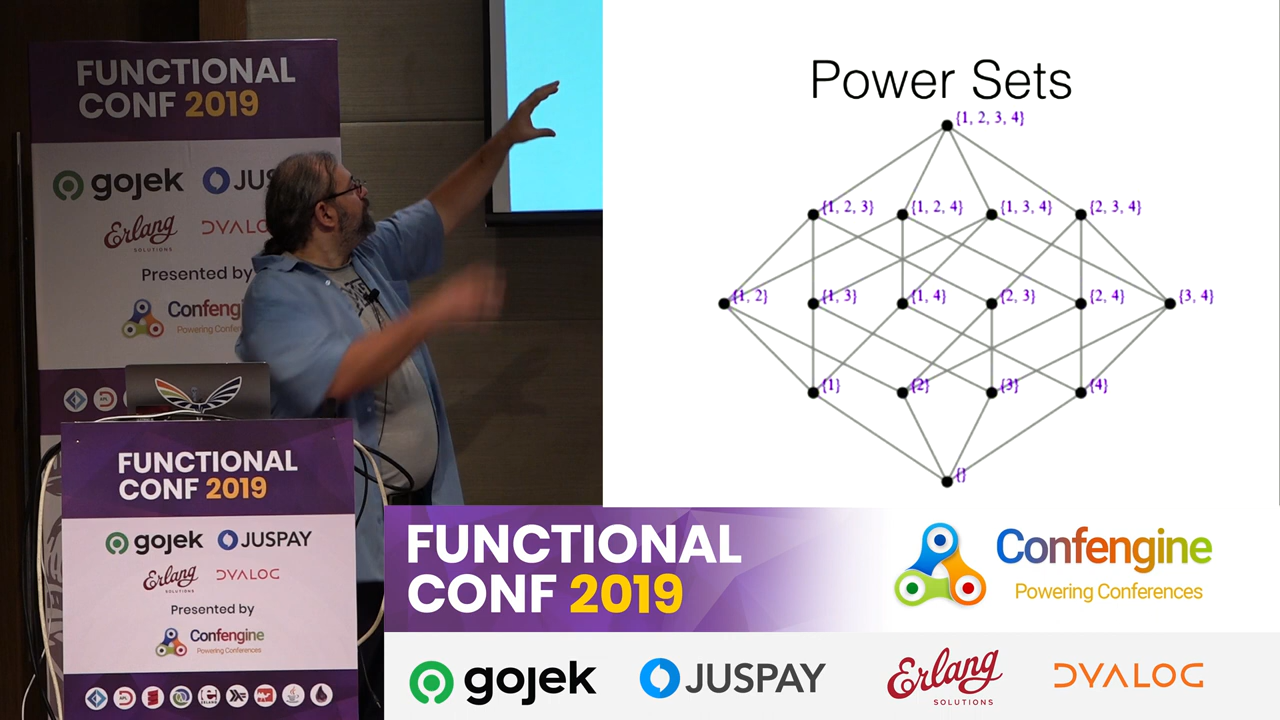 FUNCTIONAL
CONF 2019
gojek
JUS
Erlang
SOLUTIONS
DYALOG
Presented by
Confengine
FUNCTIONAL
CONF 2019
gojek JUSPAY
Erlang DYALOG
SOLUTIONS
Presented by
Confengine
Powering Conferences
Power Sets
{1, 2, 3, 4}
{1, 2, 3} {1, 2, 4} {1, 3, 4} {2, 3, 4}
{1, 2} {1, 3} {1, 4} {2, 3} {2, 4} {3, 4}
{1} {2} {3} {4}
{}
FUNCTIONAL
CONF 2019
Confengine
Powering Conferences
gojek JUSPAY Erlang DYALOG
SOLUTIONS